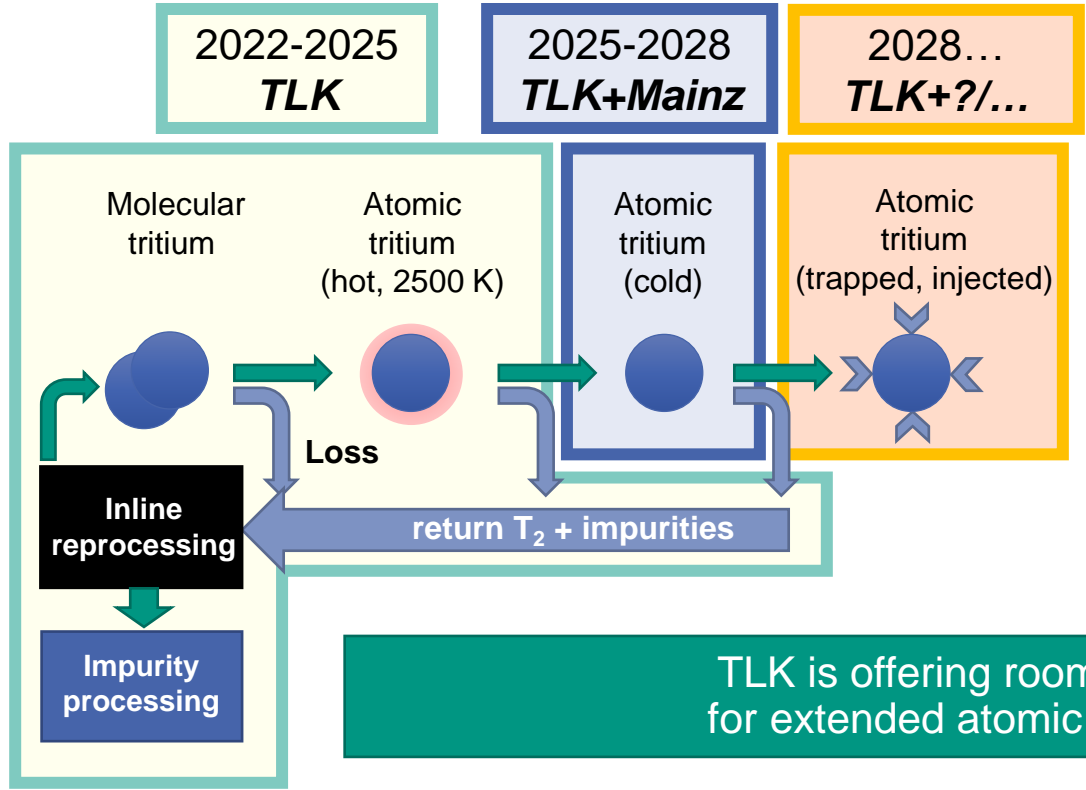 2022-2025
TLK
2025-2028
TLK+Mainz
2028…
TLK+?/…
Molecular
tritium
Atomic
tritium
(hot, 2500 K)
Atomic
tritium
(cold)
Atomic
tritium
(trapped, injected)
Loss
Inline
reprocessing
return T₂ + impurities
Impurity
processing
TLK is offering room
for extended atomic